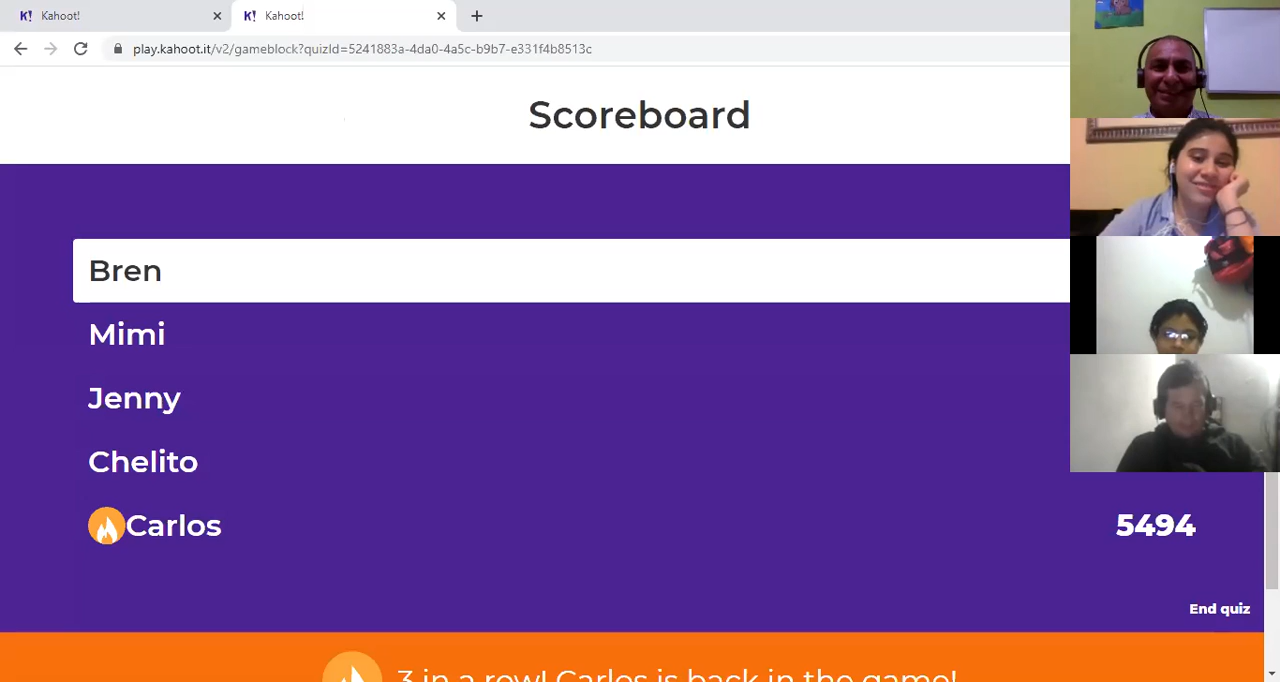 K! Kahoot!
K! Kahoot!
play.kahoot.it/v2/gameblock?quizId=5241883a-4da0-4a5c-b9b7-e331f4b8513c
Scoreboard
Bren
Mimi
Jenny
Chelito
Carlos 5494
End quiz
3 in a row! Carlos is back in the game!